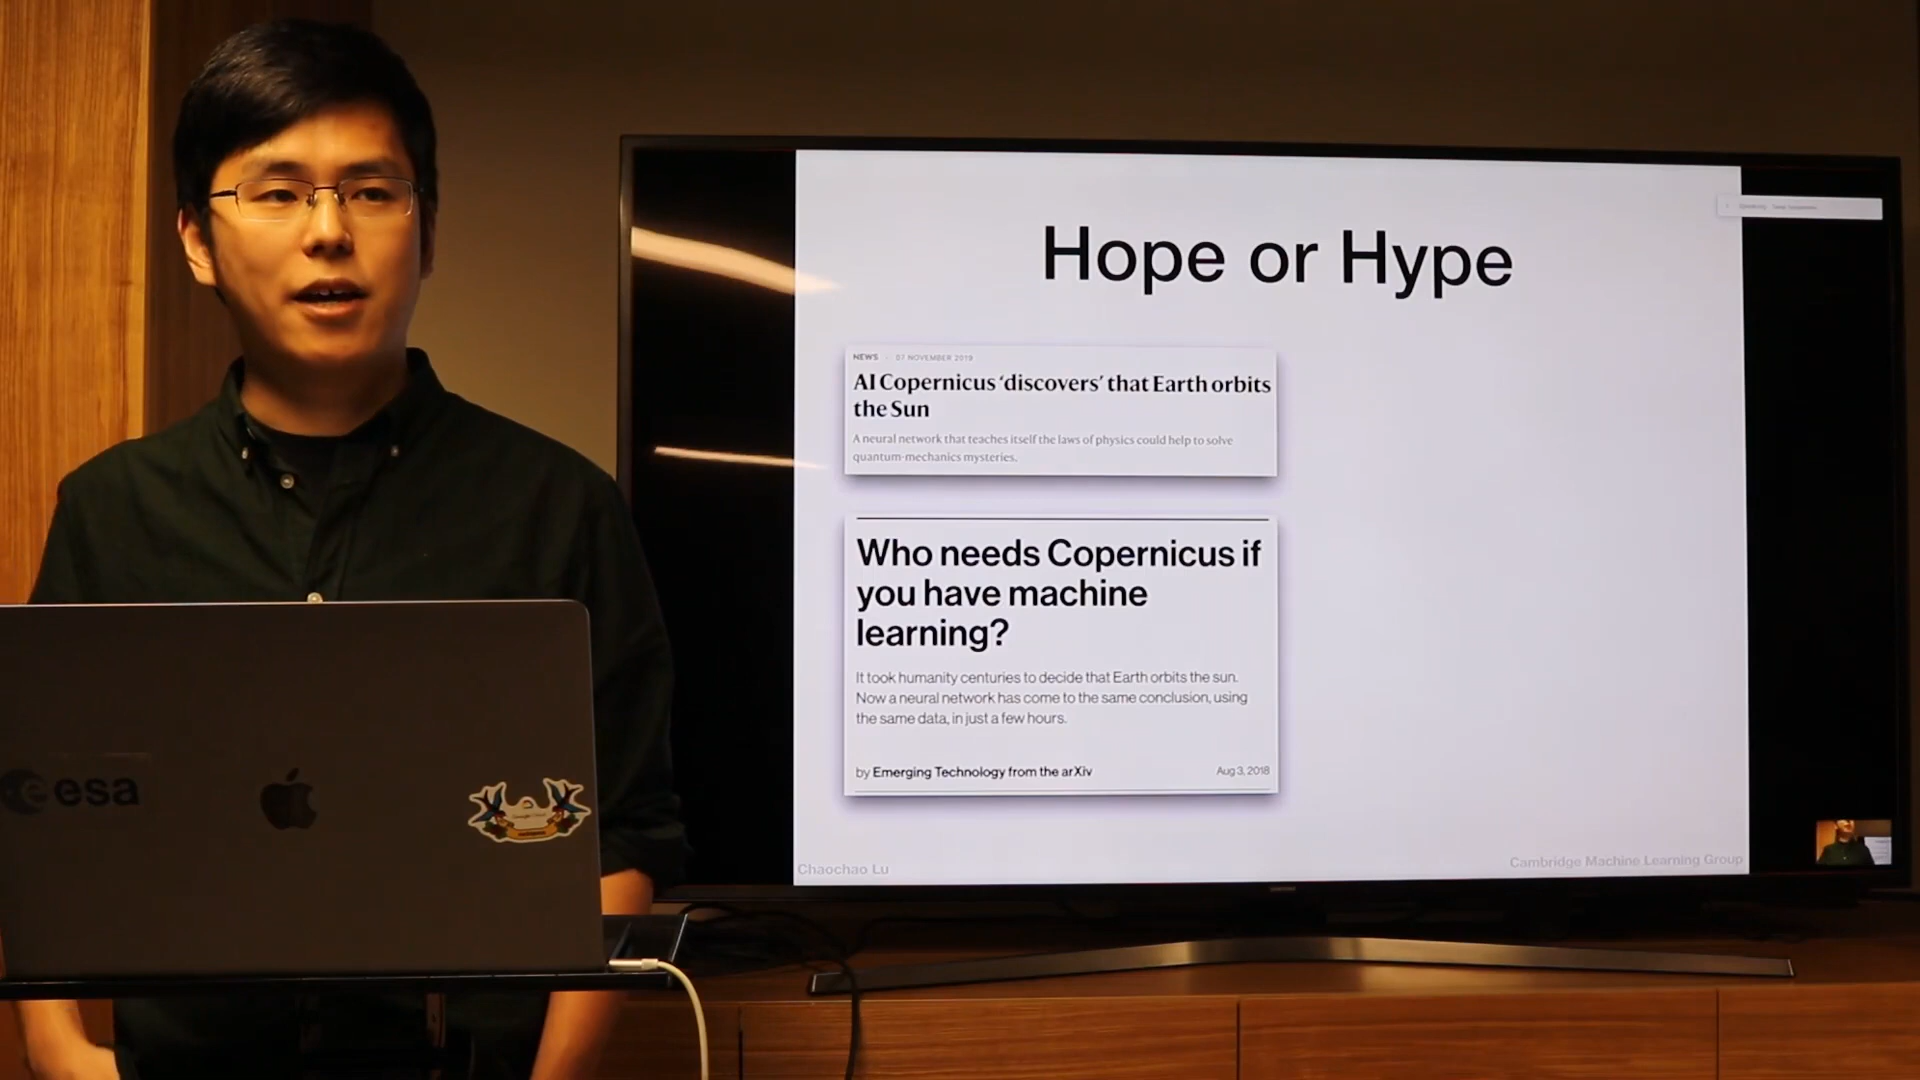 Hope or Hype
NEWS · 07 NOVEMBER 2019
AI Copernicus ‘discovers’ that Earth orbits
the Sun
A neural network that teaches itself the laws of physics could help to solve
quantum-mechanics mysteries.
Who needs Copernicus if
you have machine
learning?
It took humanity centuries to decide that Earth orbits the sun.
Now a neural network has come to the same conclusion, using
the same data, in just a few hours.
by Emerging Technology from the arXiv
Aug 3, 2018
Chaochao Lu
Cambridge Machine Learning Group
esa